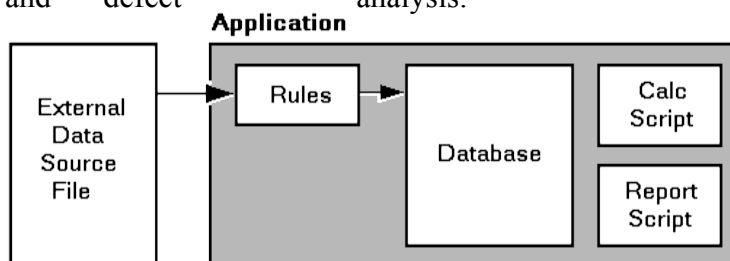 and defect analysis.
Application
External
Data
Source
File
Rules
Database
Calc
Script
Report
Script